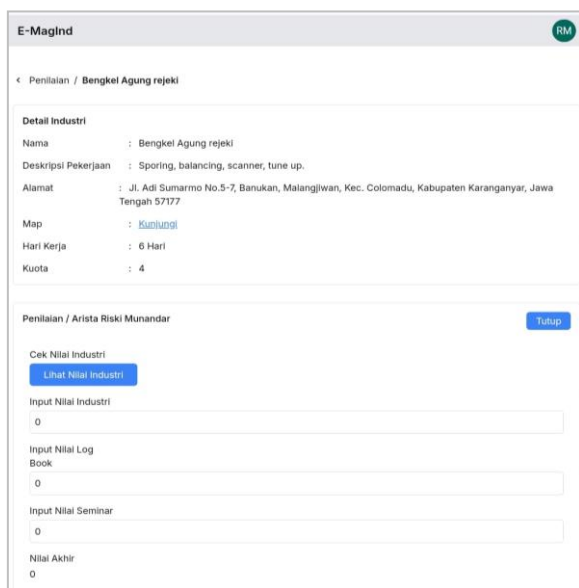 E-MagInd
RM
< Penilaian / Bengkel Agung rejeki
Detail Industri
Nama : Bengkel Agung rejeki
Deskripsi Pekerjaan : Sporing, balancing, scanner, tune up.
Alamat : Jl. Adi Sumarmo No.5-7, Banukan, Malangjiwan, Kec. Colomadu, Kabupaten Karanganyar, Jawa
Tengah 57177
Map : Kunjungi
Hari Kerja : 6 Hari
Kuota : 4
Penilaian / Arista Riski Munandar
Tutup
Cek Nilai Industri
Lihat Nilai Industri
Input Nilai Industri
0
Input Nilai Log
Book
0
Input Nilai Seminar
0
Nilai Akhir
0